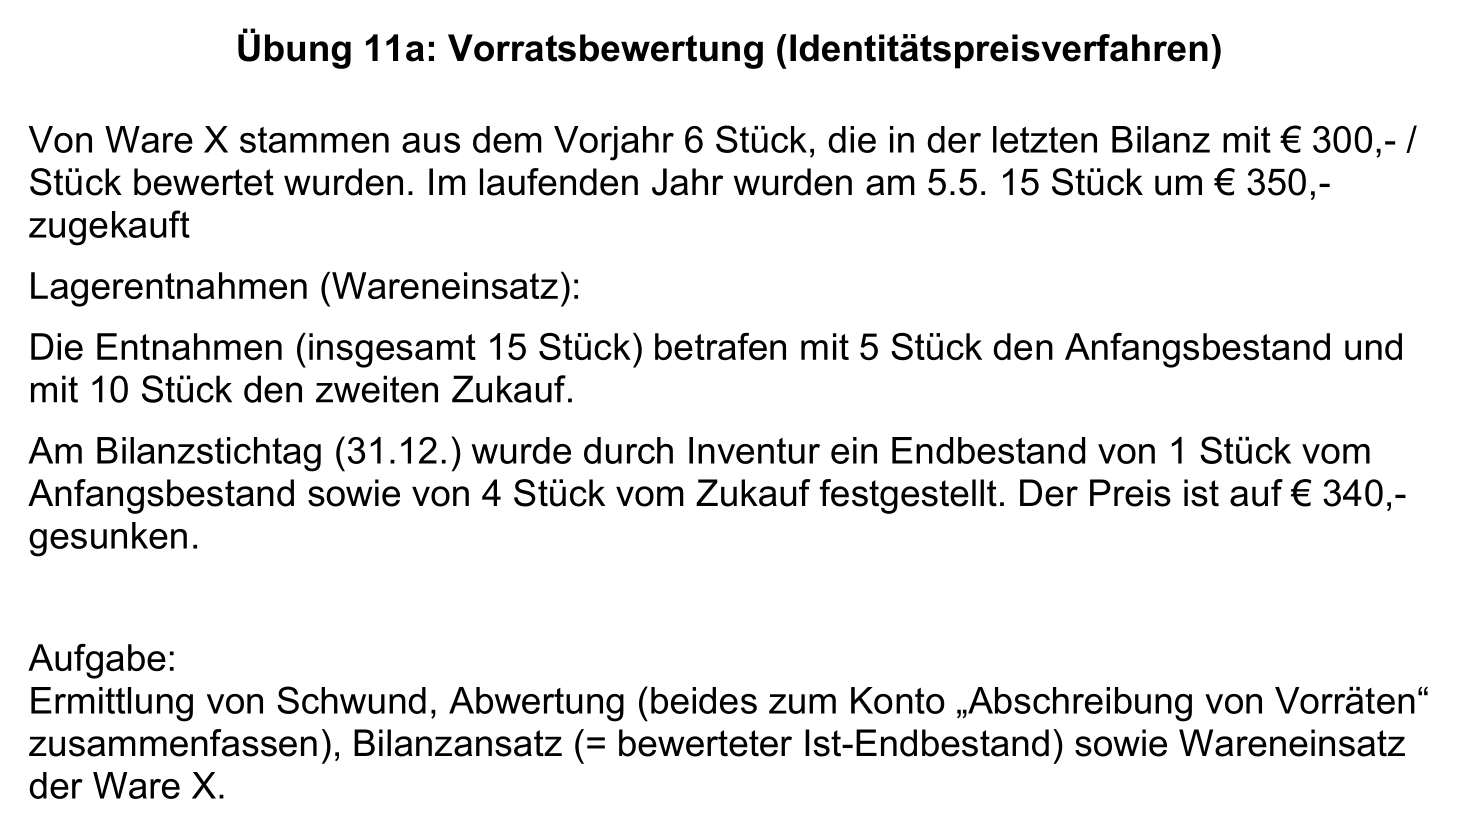 Übung 11a: Vorratsbewertung (Identitätspreisverfahren)
Von Ware X stammen aus dem Vorjahr 6 Stück, die in der letzten Bilanz mit € 300,- /
Stück bewertet wurden. Im laufenden Jahr wurden am 5.5. 15 Stück um € 350,-
zugekauft
Lagerentnahmen (Wareneinsatz):
Die Entnahmen (insgesamt 15 Stück) betrafen mit 5 Stück den Anfangsbestand und
mit 10 Stück den zweiten Zukauf.
Am Bilanzstichtag (31.12.) wurde durch Inventur ein Endbestand von 1 Stück vom
Anfangsbestand sowie von 4 Stück vom Zukauf festgestellt. Der Preis ist auf € 340,-
gesunken.
Aufgabe:
Ermittlung von Schwund, Abwertung (beides zum Konto „Abschreibung von Vorräten“
zusammenfassen), Bilanzansatz (= bewerteter Ist-Endbestand) sowie Wareneinsatz
der Ware X.